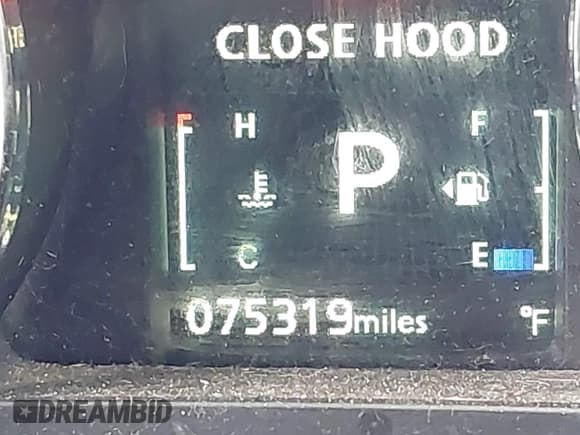 CLOSE HOOD
H
F
P
C
E
075319miles
°F
DREAMBID